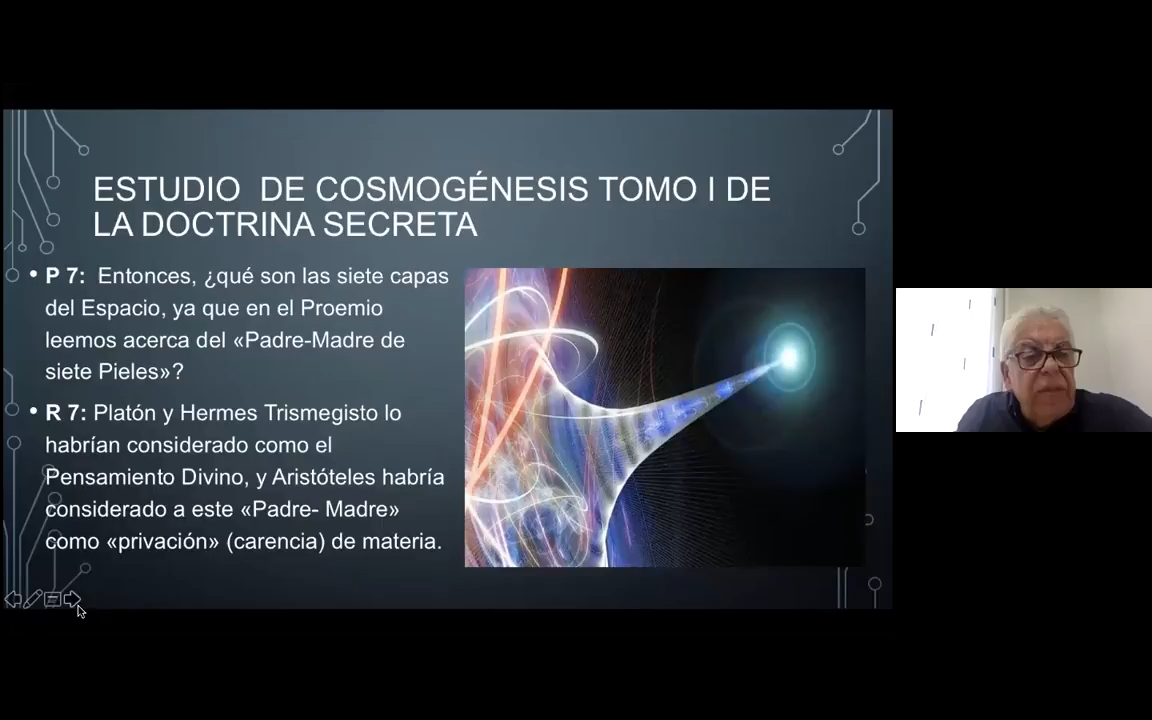 ESTUDIO DE COSMOGÉNESIS TOMO I DE
LA DOCTRINA SECRETA
• P 7: Entonces, ¿qué son las siete capas
del Espacio, ya que en el Proemio
leemos acerca del «Padre-Madre de
siete Pieles»?
• R 7: Platón y Hermes Trismegisto lo
habrían considerado como el
Pensamiento Divino, y Aristóteles habría
considerado a este «Padre- Madre»
como «privación» (carencia) de materia.